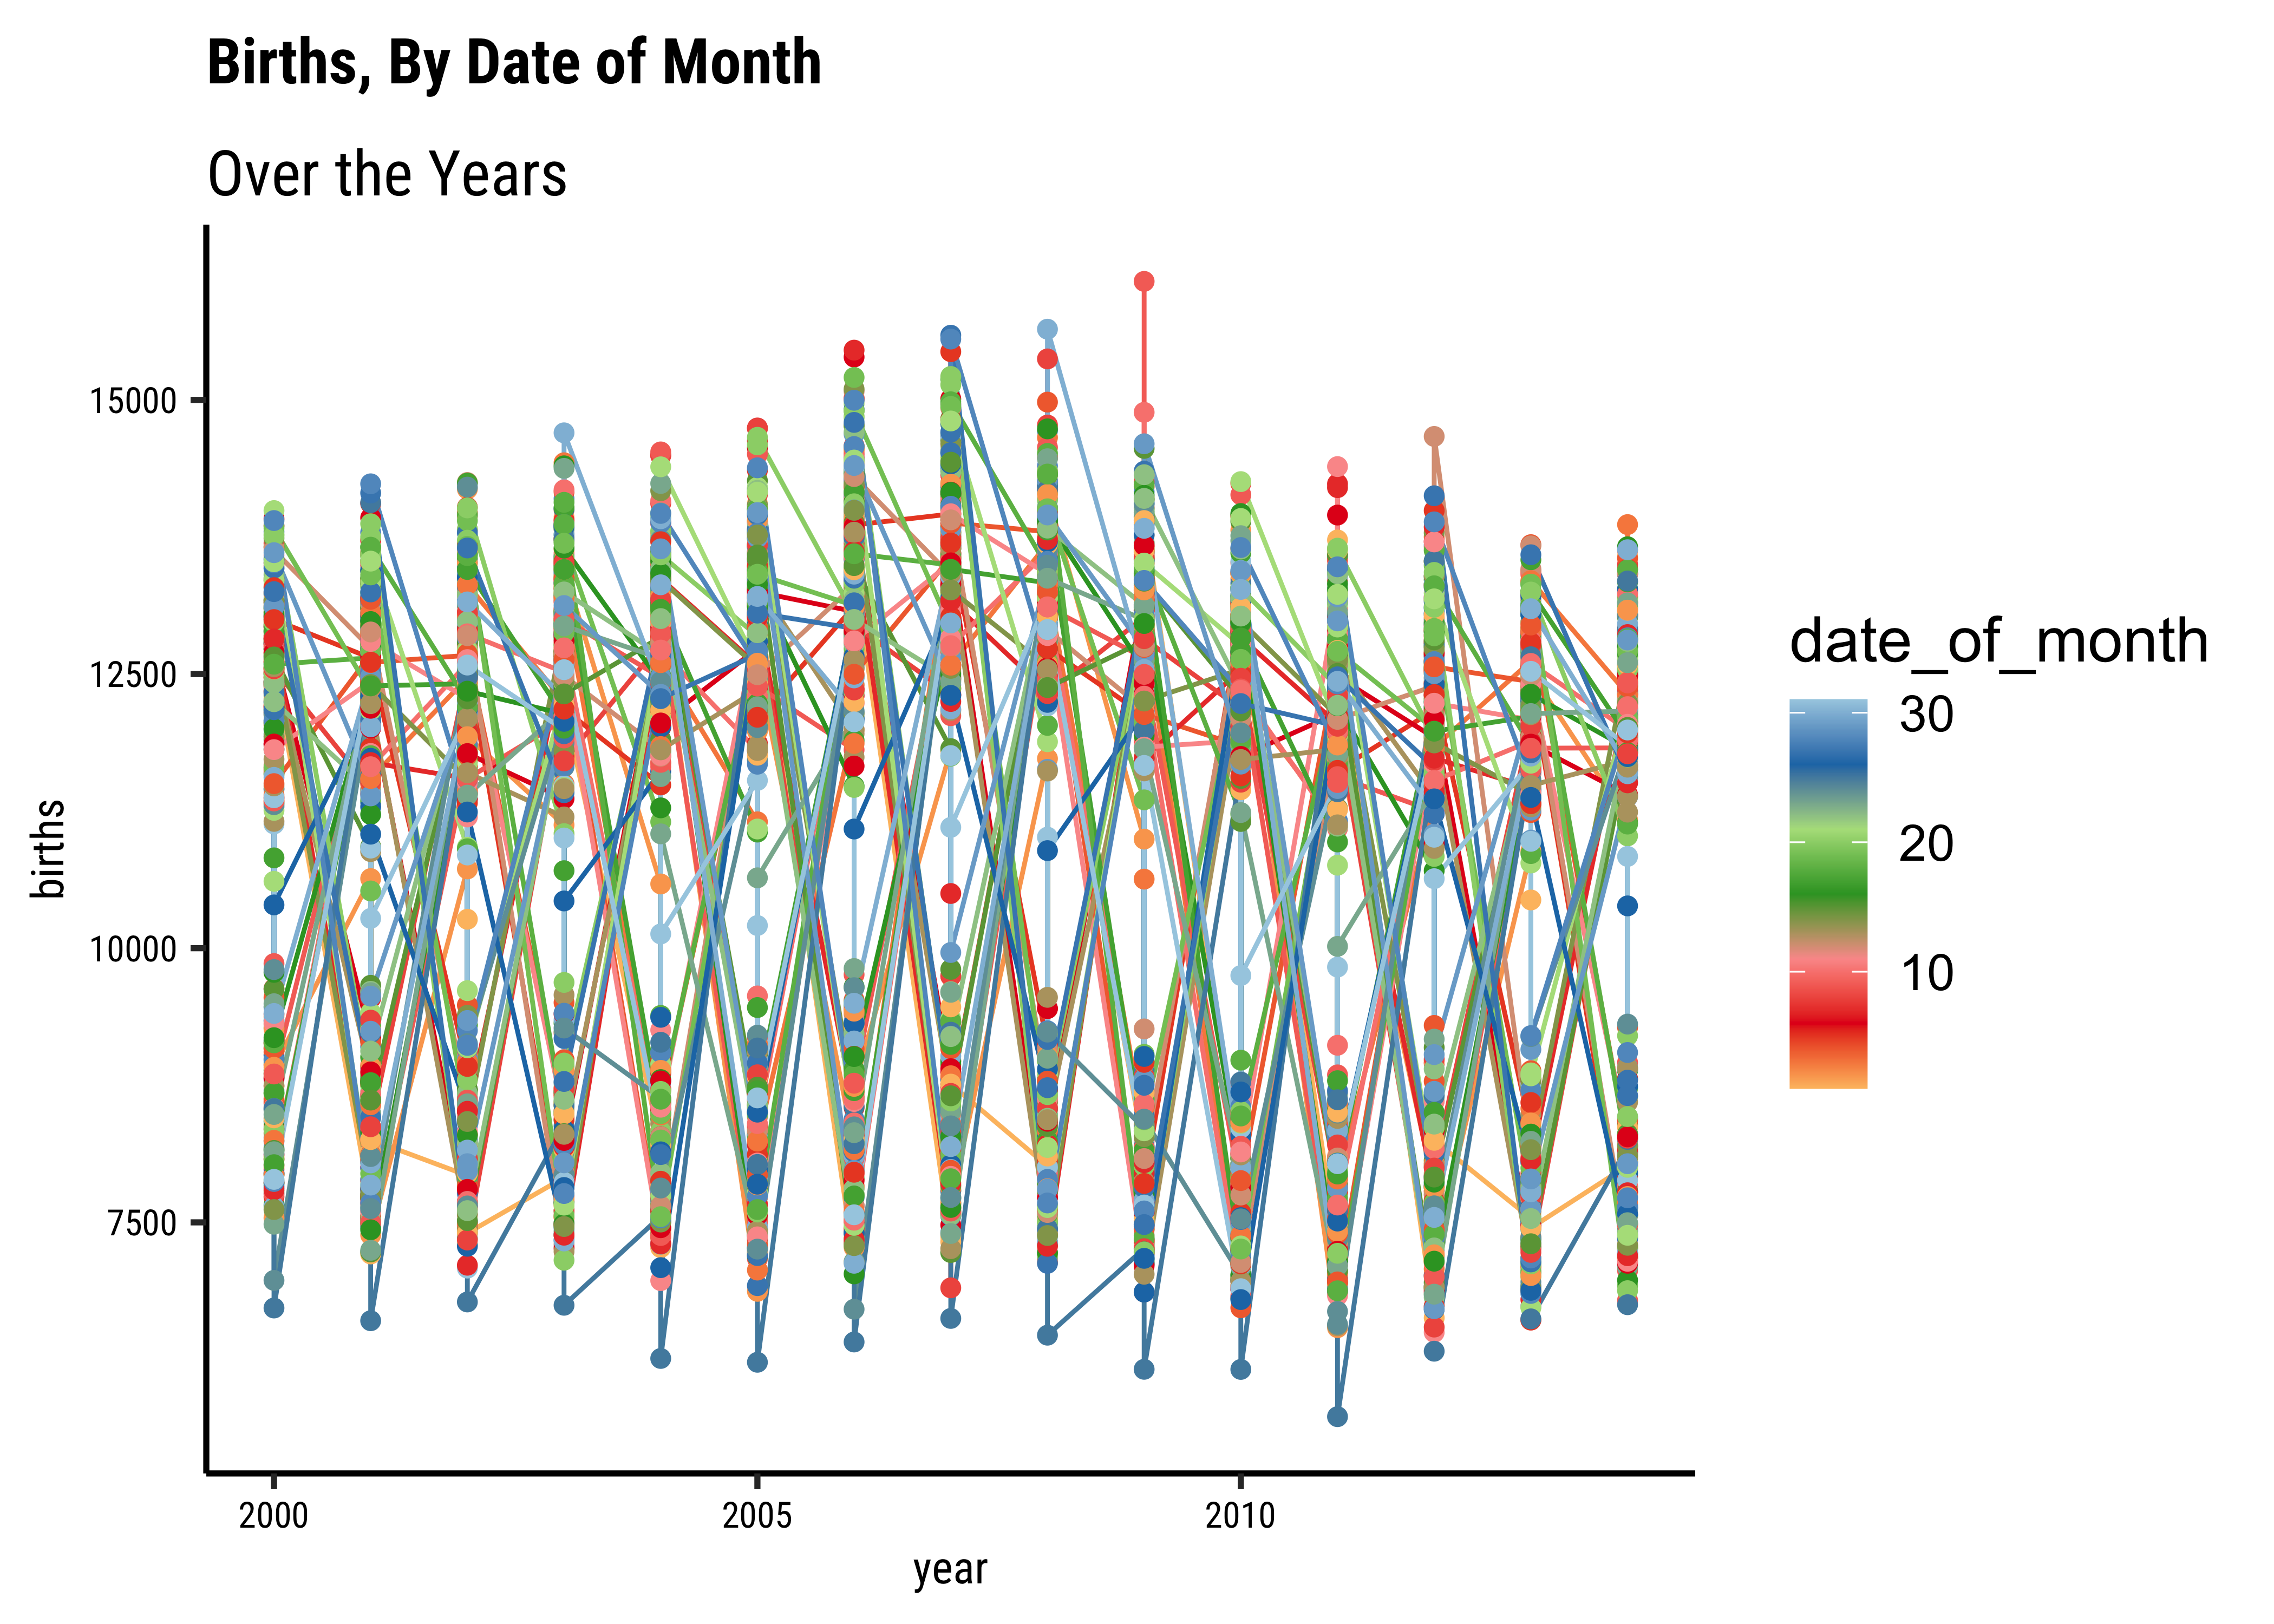 Births, By Date of Month
Over the Years
births
15000
12500
10000
7500
2000
2005
2010
year
date_of_month
30
20
10